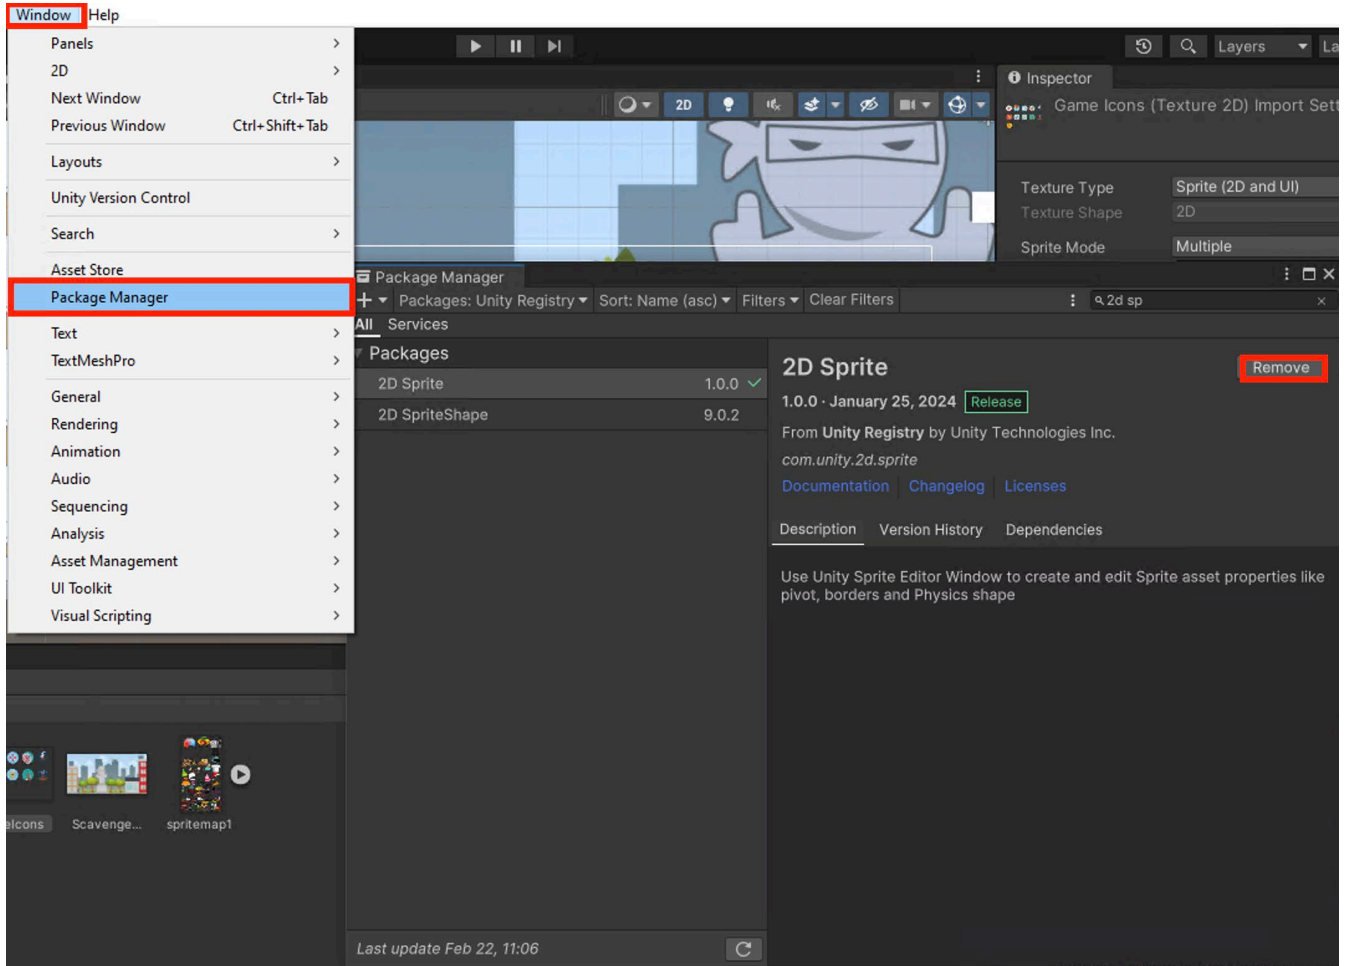 Window Help
Panels
2D
Next Window Ctrl+Tab
Previous Window Ctrl+Shift+Tab
Layouts
Unity Version Control
Search
Asset Store
Package Manager
Text
TextMeshPro
General
Rendering
Animation
Audio
Sequencing
Analysis
Asset Management
UI Toolkit
Visual Scripting
Layers La
2D
Inspector
Game Icons (Texture 2D) Import Sett
Texture Type Sprite (2D and UI)
Texture Shape 2D
Sprite Mode Multiple
Package Manager
Packages: Unity Registry Sort: Name (asc) Filters Clear Filters 2d sp
All Services
Packages
2D Sprite 1.0.0
2D SpriteShape 9.0.2
2D Sprite Remove
1.0.0 · January 25, 2024 Release
From Unity Registry by Unity Technologies Inc.
com.unity.2d.sprite
Documentation Changelog Licenses
Description Version History Dependencies
Use Unity Sprite Editor Window to create and edit Sprite asset properties like
pivot, borders and Physics shape
eIcons Scavenge... spritemap1
Last update Feb 22, 11:06